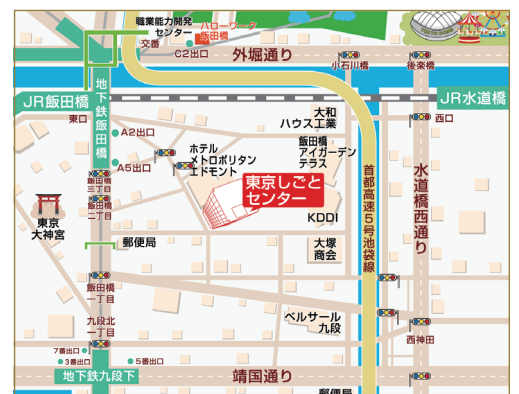 職業能力開発
センター
ハローワーク
飯田橋
交番
C2出口
外堀通り
小石川橋
後楽橋
JR飯田橋
地下鉄飯田橋
JR水道橋
東口
西口
A2出口
大和
ハウス工業
ホテル
メトロポリタン
エドモント
飯田橋
アイガーデン
テラス
A5出口
飯田橋
三丁目
東京しごと
センター
首都高速5号池袋線
水道橋西通り
飯田橋
二丁目
東京
大神宮
KDDI
郵便局
大塚
商会
飯田橋
一丁目
九段北
一丁目
ベルサール
九段
西神田
7番出口
3番出口
5番出口
地下鉄九段下
靖国通り
郵便局